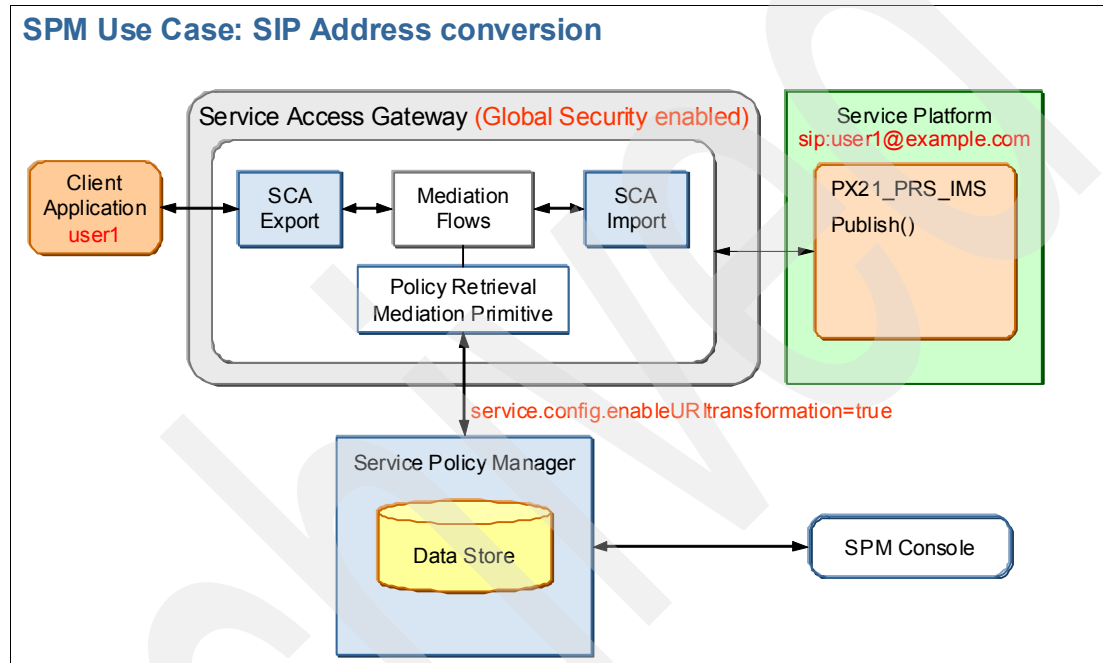 SPM Use Case: SIP Address conversion
Service Access Gateway (Global Security enabled)
Client
Application
user1
SCA
Export
Mediation
Flows
SCA
Import
Policy Retrieval
Mediation Primitive
Service Platform
sip:user1@example.com
PX21_PRS_IMS
Publish()
service.config.enableURItransformation=true
Service Policy Manager
Data Store
SPM Console